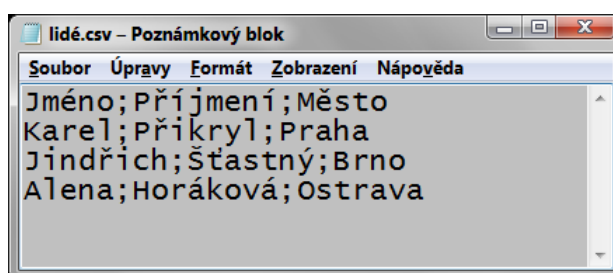 lidé.csv – Poznámkový blok
Soubor Úpravy Formát Zobrazení Nápověda
Jméno;Příjmení;Město
Karel;Přikryl;Praha
Jindřich;Šťastný;Brno
Alena;Horáková;Ostrava